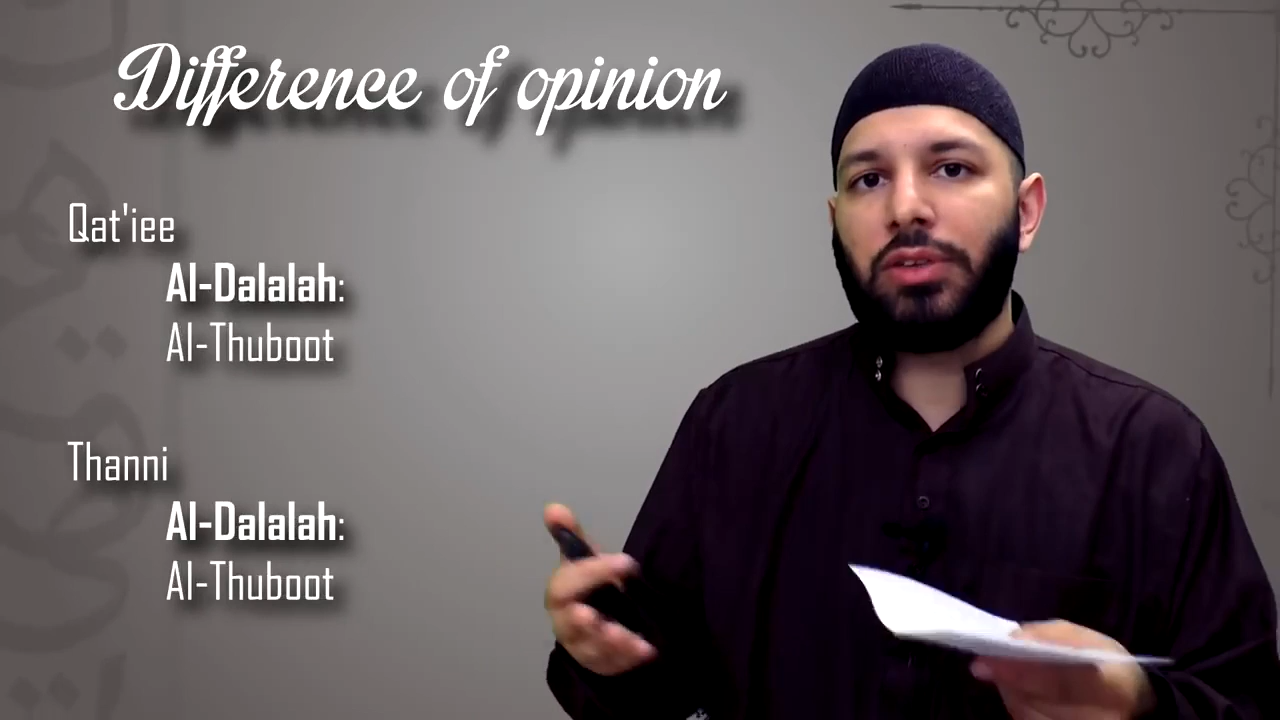 Difference of opinion
Qat'iee
Al-Dalalah:
Al-Thuboot
Thanni
Al-Dalalah:
Al-Thuboot